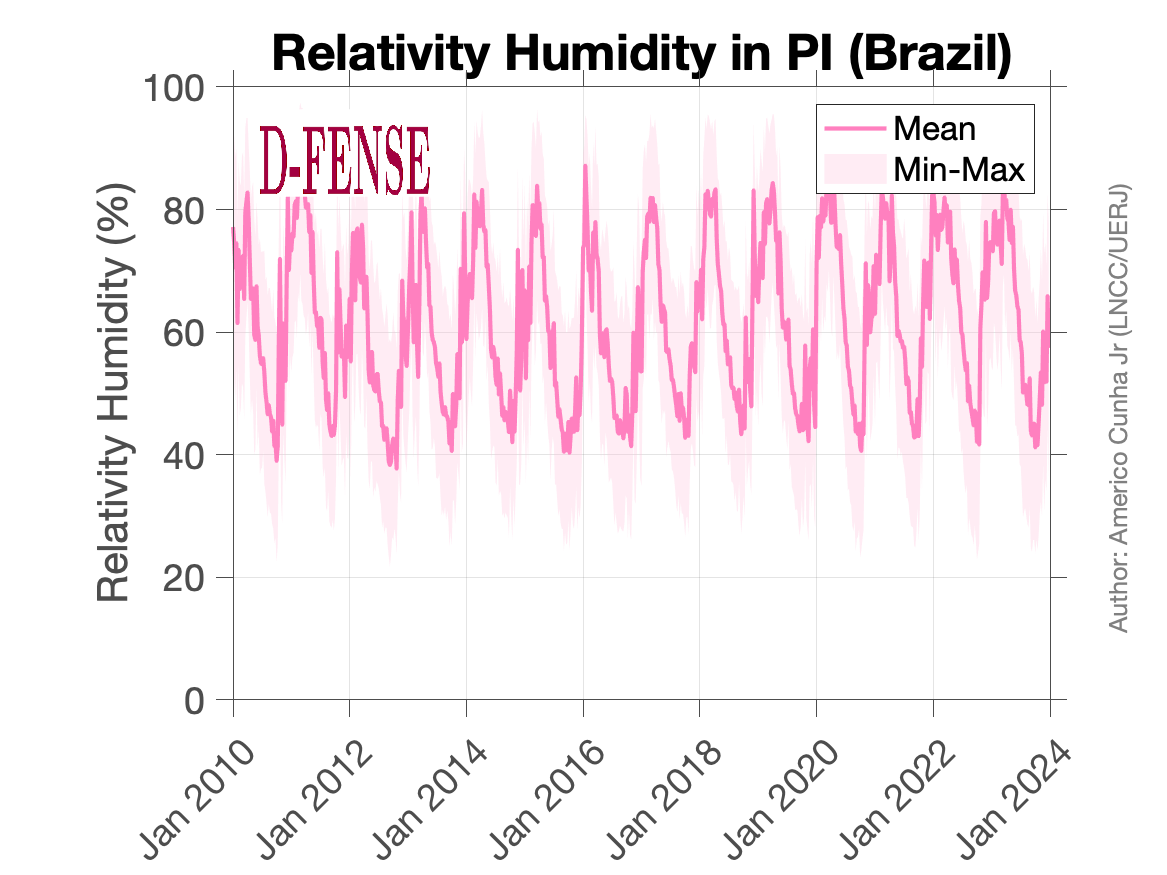 Relativity Humidity in PI (Brazil)
D-FENSE
Mean
Min-Max
Relativity Humidity (%)
100
80
60
40
20
0
Jan 2010
Jan 2012
Jan 2014
Jan 2016
Jan 2018
Jan 2020
Jan 2022
Jan 2024
Author: Americo Cunha Jr (LNCC/UERJ)